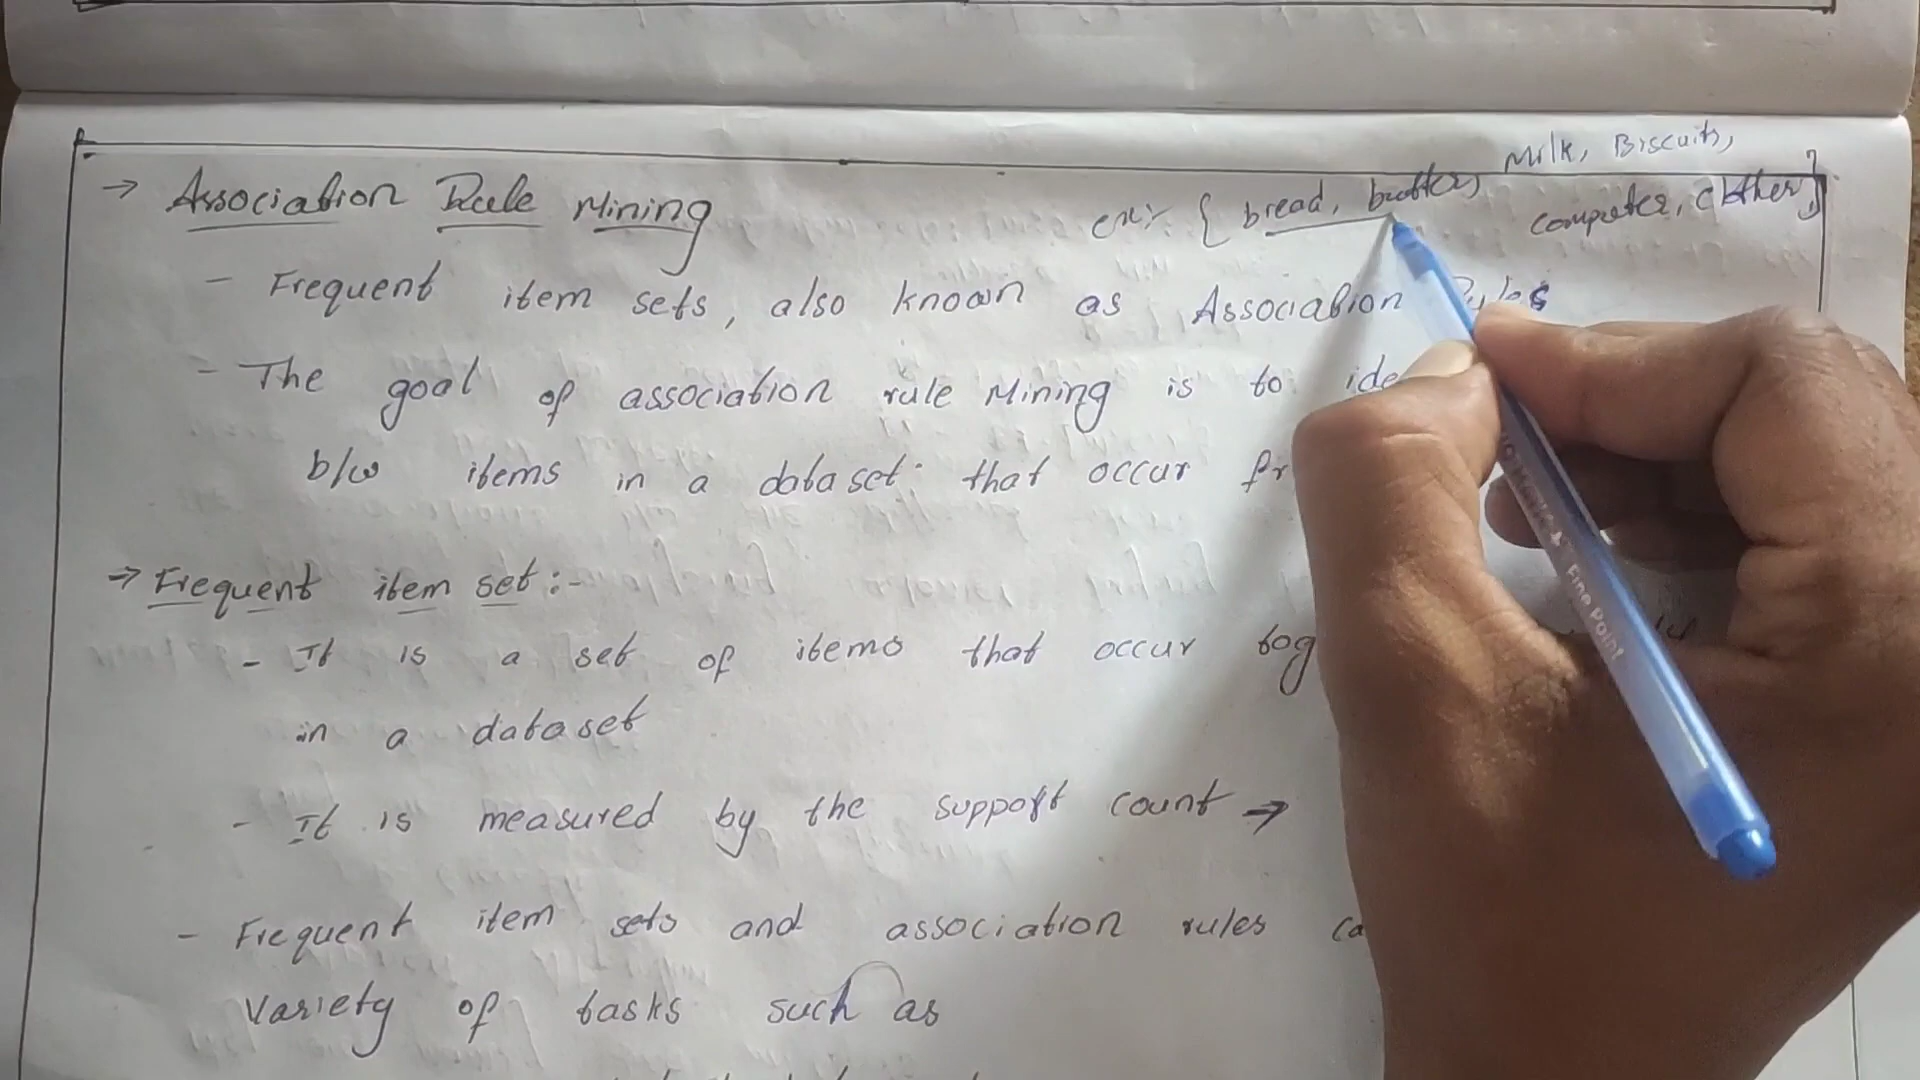 Milk, Biscuits,
→ Association Rule Mining ex:- { bread, butter, computer, clothes }
- Frequent item sets, also known as Association Rules
- The goal of association rule Mining is to ide
b/w items in a dataset that occur fr
→ Frequent item set :-
- It is a set of items that occur tog
in a dataset
- It is measured by the support count →
- Frequent item sets and association rules ca
Variety of tasks such as
Fine Point